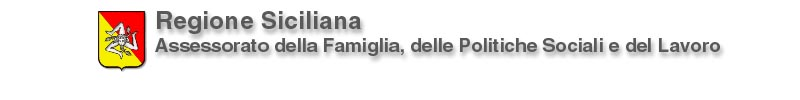 Regione Siciliana
Assessorato della Famiglia, delle Politiche Sociali e del Lavoro